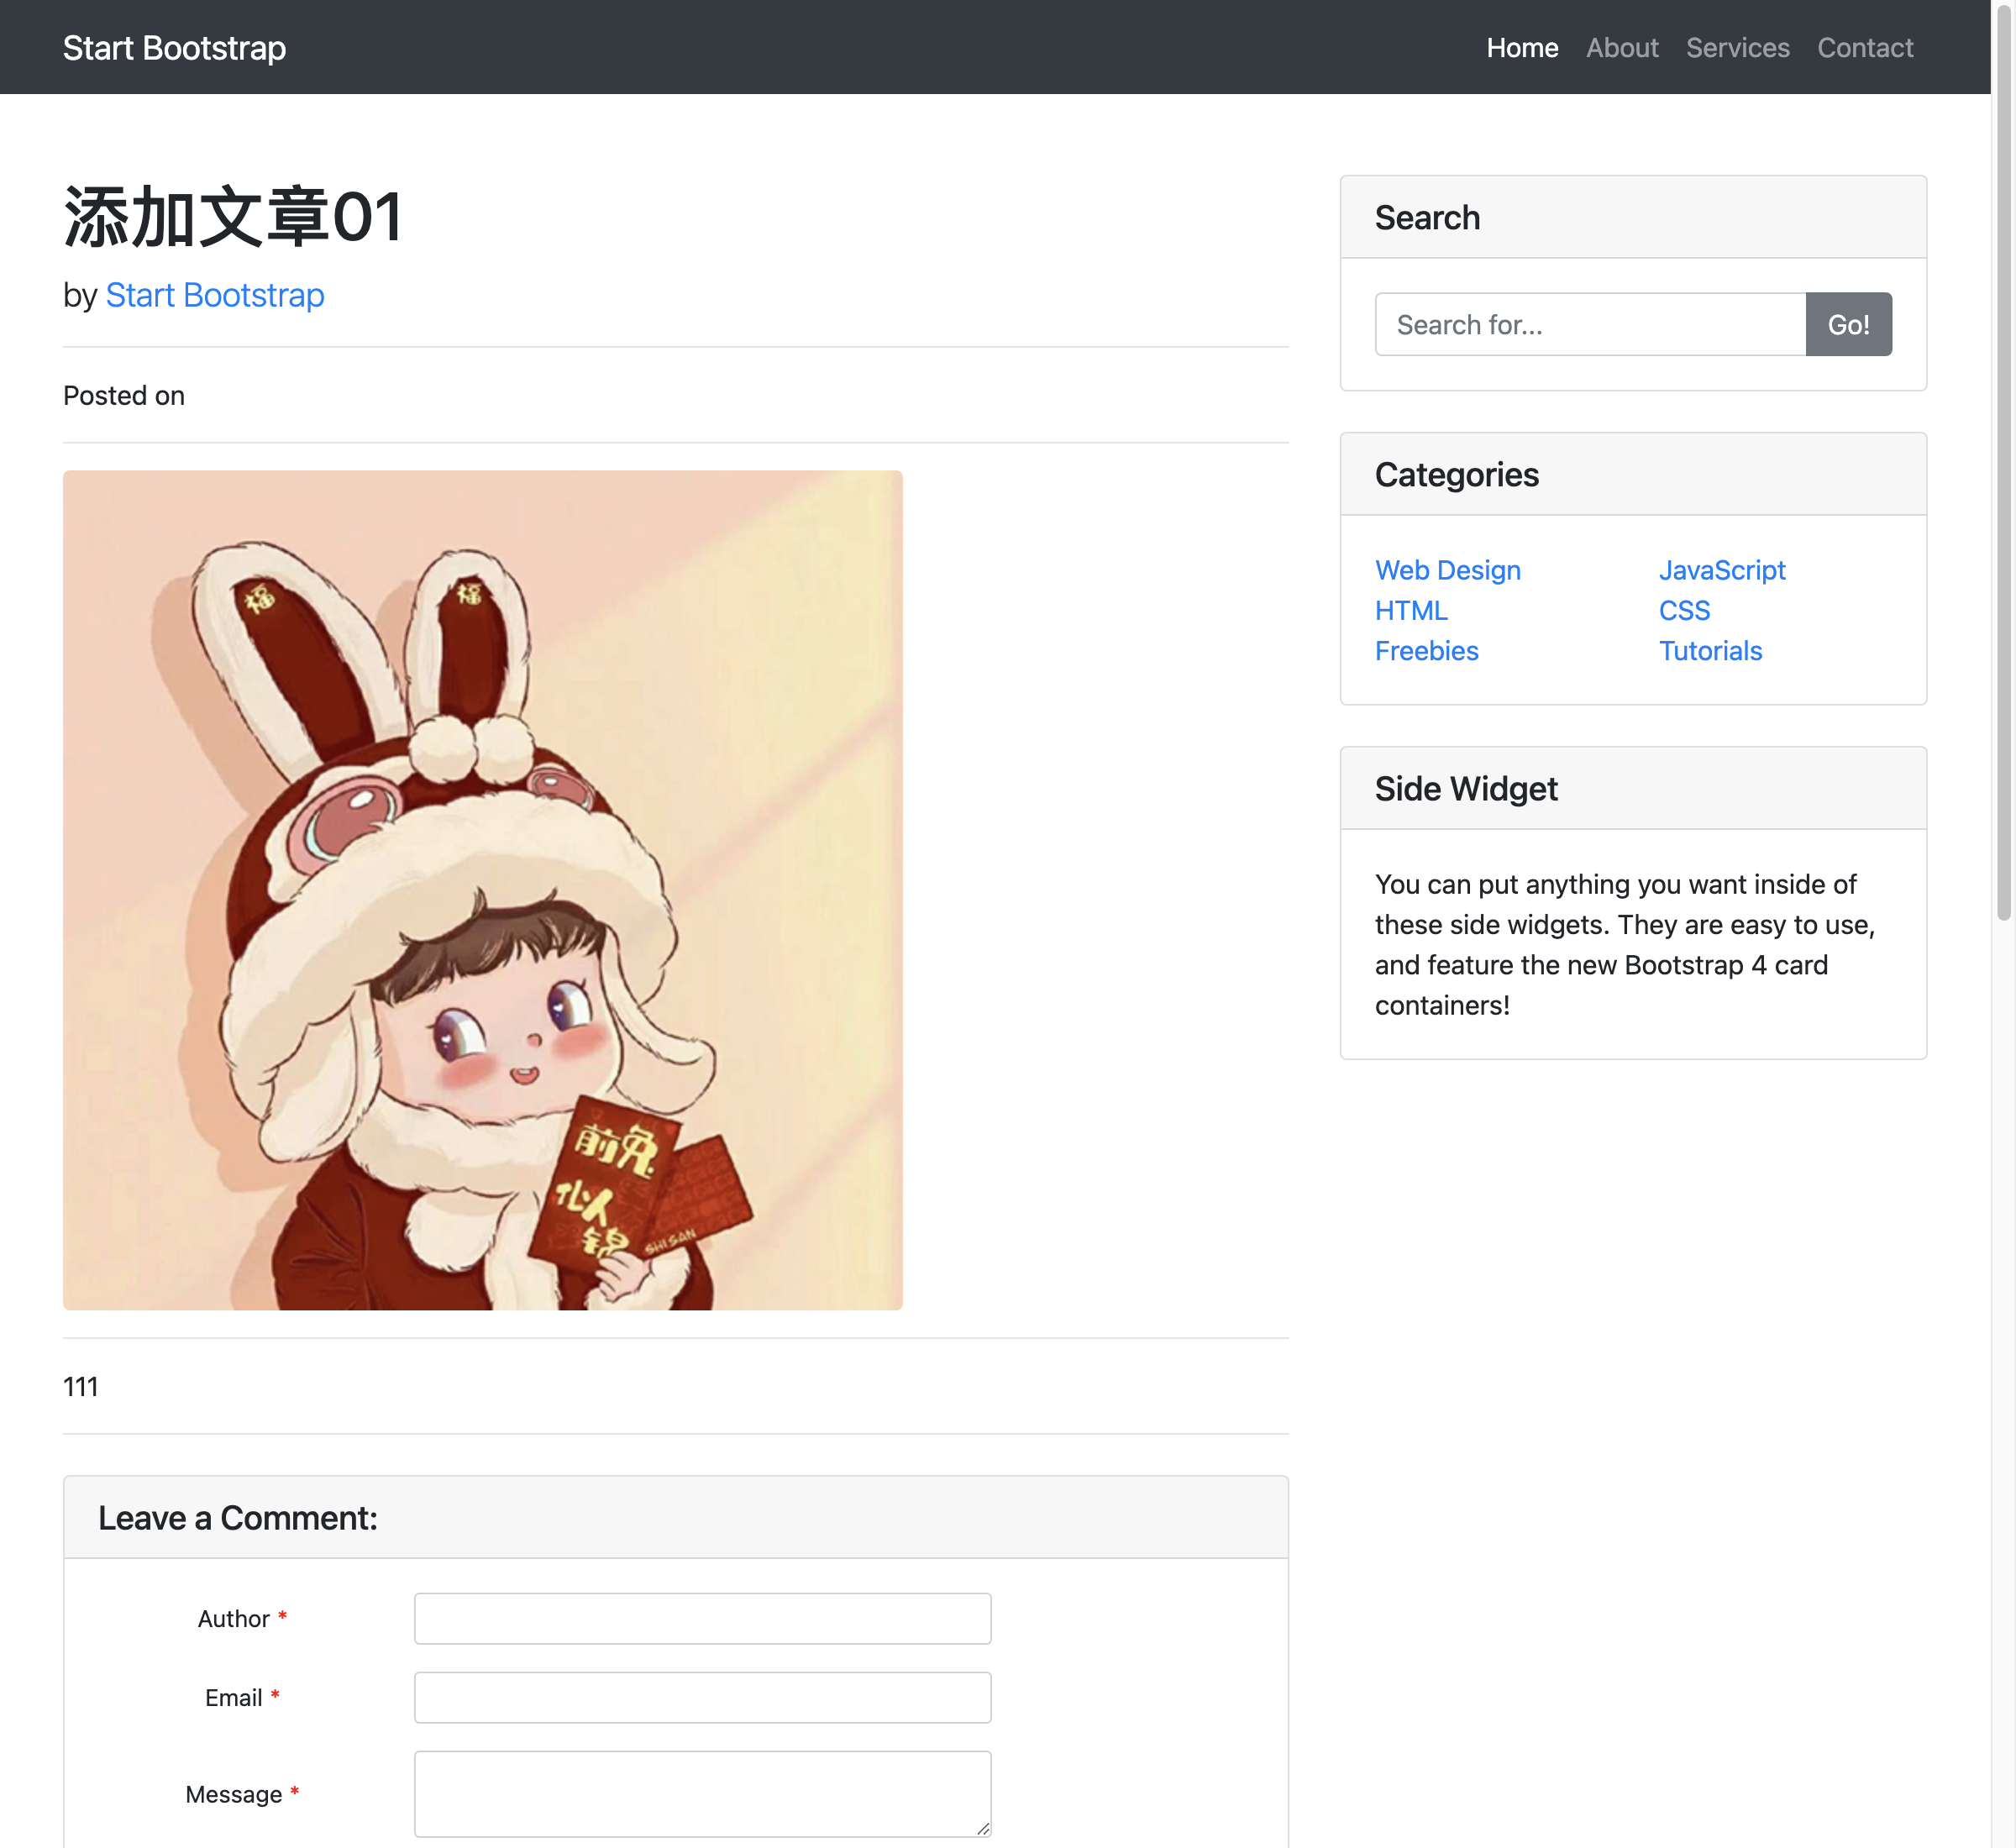 Start Bootstrap
Home About Services Contact
添加文章01
by Start Bootstrap
Posted on
福 福
前兔
似
锦
SHISAN
111
Leave a Comment:
Author *
Email *
Message *
Search
Search for...
Go!
Categories
Web Design
JavaScript
HTML
CSS
Freebies
Tutorials
Side Widget
You can put anything you want inside of
these side widgets. They are easy to use,
and feature the new Bootstrap 4 card
containers!